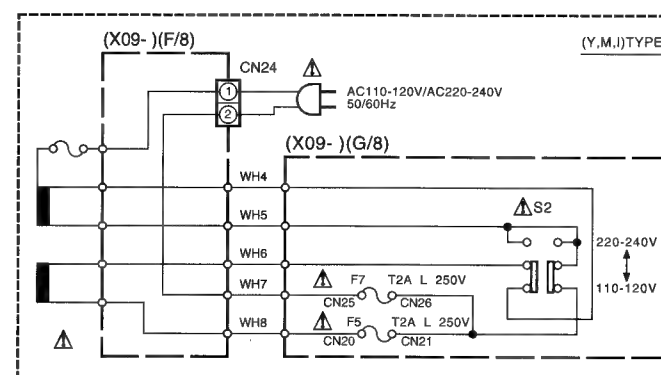 (X09- )(F/8)
(Y,M,I)TYPE
CN24
1
AC110-120V/AC220-240V
2
50/60Hz
(X09- )(G/8)
WH4
WH5
S2
WH6
220-240V
WH7
F7 T2A L 250V
110-120V
CN25 CN26
WH8
F5 T2A L 250V
CN20 CN21